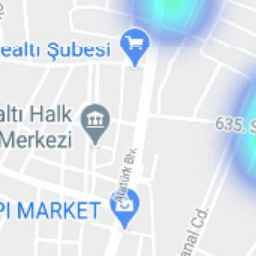 ealtı Şubesi
altı Halk
Merkezi
635. S
Atatürk Blv.
PI MARKET
anal Cd.